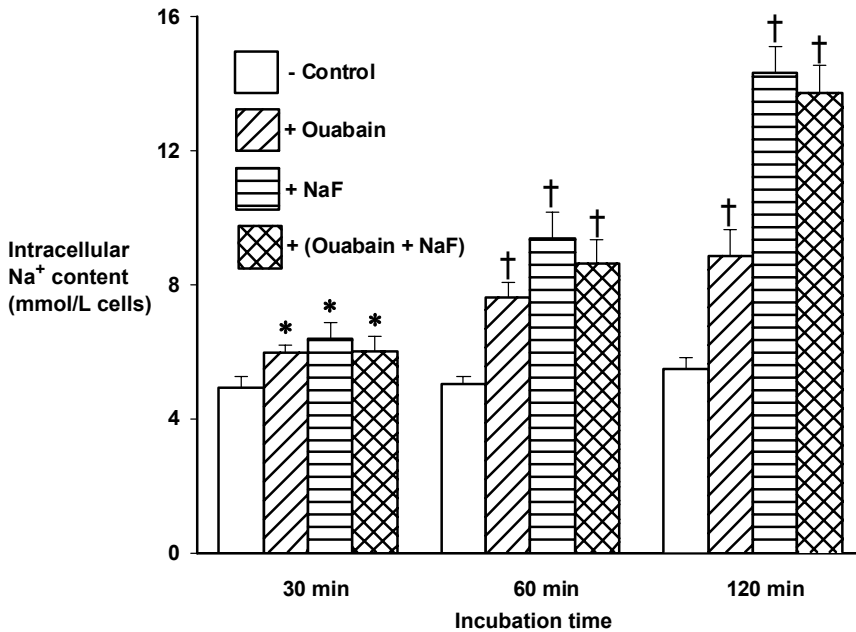 16
12
8
4
0
Intracellular
Na+ content
(mmol/L cells)
- Control
+ Ouabain
+ NaF
+ (Ouabain + NaF)
* * *
† † †
† † †
30 min 60 min 120 min
Incubation time